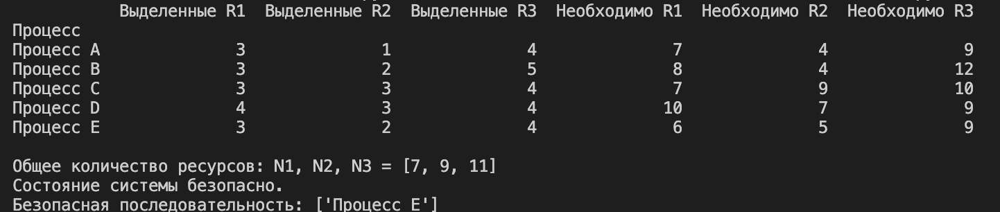 Выделенные R1 Выделенные R2 Выделенные R3 Необходимо R1 Необходимо R2 Необходимо R3
Процесс
Процесс A 3 1 4 7 4 9
Процесс B 3 2 5 8 4 12
Процесс C 3 3 4 7 9 10
Процесс D 4 3 4 10 7 9
Процесс E 3 2 4 6 5 9
Общее количество ресурсов: N1, N2, N3 = [7, 9, 11]
Состояние системы безопасно.
Безопасная последовательность: ['Процесс E']